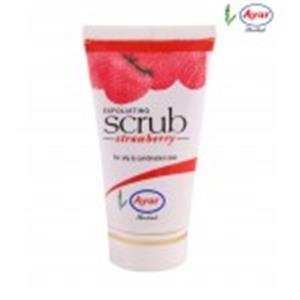 Ayur
Herbal
EXFOLIATING
scrub
strawberry
for oily & combination skin
Ayur
Herbal